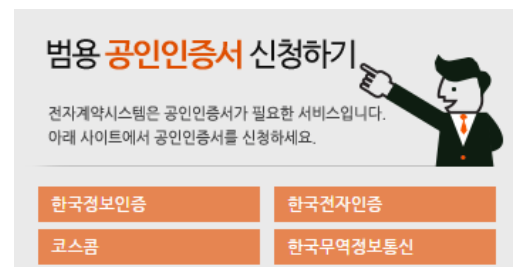 범용 공인인증서 신청하기
전자계약시스템은 공인인증서가 필요한 서비스입니다.
아래 사이트에서 공인인증서를 신청하세요.
한국정보인증
한국전자인증
코스콤
한국무역정보통신